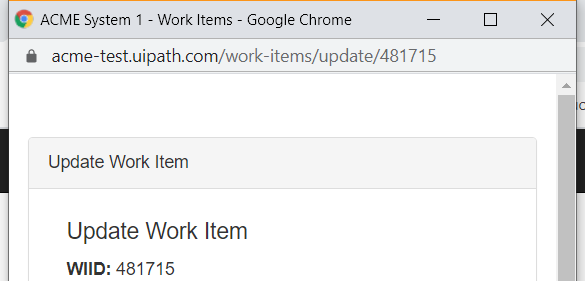 ACME System 1 - Work Items - Google Chrome
acme-test.uipath.com/work-items/update/481715
Update Work Item
Update Work Item
WIID: 481715